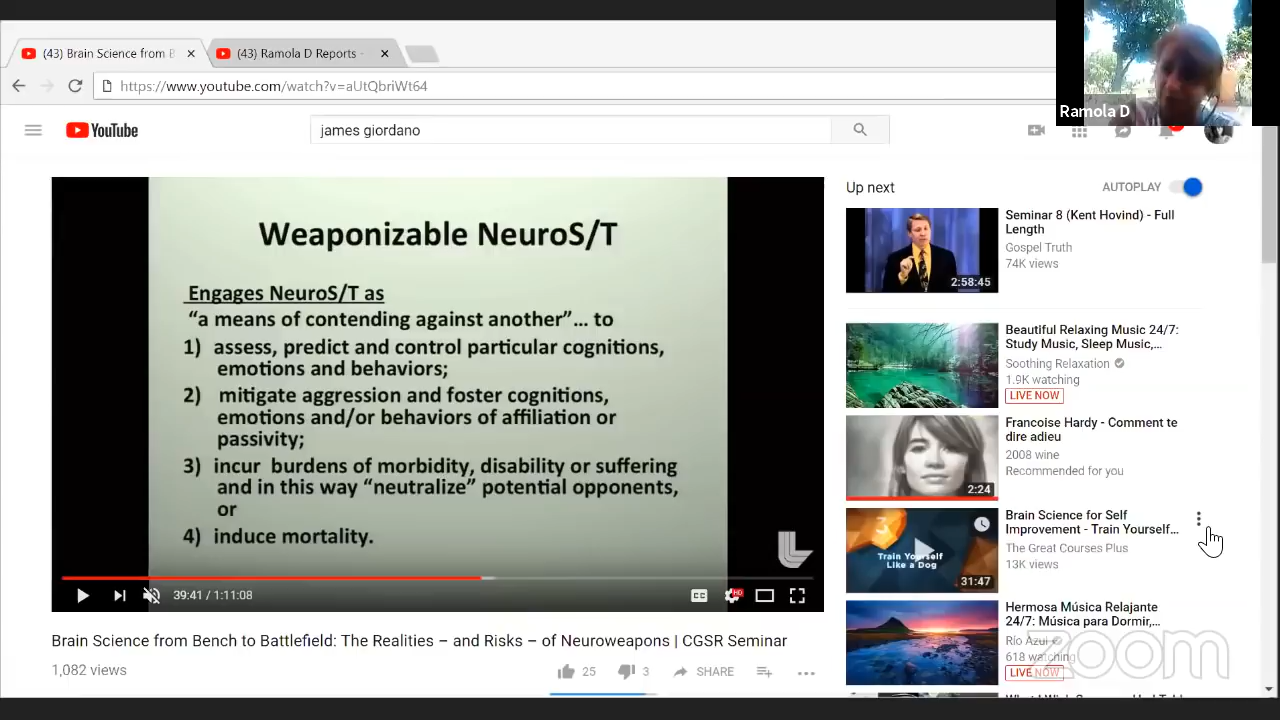 (43) Brain Science from B
(43) Ramola D Reports -
https://www.youtube.com/watch?v=aUtQbriWt64
Ramola D
YouTube
james giordano
Weaponizable NeuroS/T
Engages NeuroS/T as
“a means of contending against another”… to
1) assess, predict and control particular cognitions,
emotions and behaviors;
2) mitigate aggression and foster cognitions,
emotions and/or behaviors of affiliation or
passivity;
3) incur burdens of morbidity, disability or suffering
and in this way “neutralize” potential opponents,
or
4) induce mortality.
39:41 / 1:11:08
CC
HD
Brain Science from Bench to Battlefield: The Realities – and Risks – of Neuroweapons | CGSR Seminar
1,082 views
25
3
SHARE
Up next
AUTOPLAY
Seminar 8 (Kent Hovind) - Full
Length
Gospel Truth
74K views
2:58:45
Beautiful Relaxing Music 24/7:
Study Music, Sleep Music,...
Soothing Relaxation
1.9K watching
LIVE NOW
Francoise Hardy - Comment te
dire adieu
2008 wine
Recommended for you
2:24
Brain Science for Self
Improvement - Train Yourself...
The Great Courses Plus
13K views
3
Train Yourself
Like a Dog
31:47
Hermosa Música Relajante
24/7: Música para Dormir,...
Río Azul
618 watching
LIVE NOW
zoom